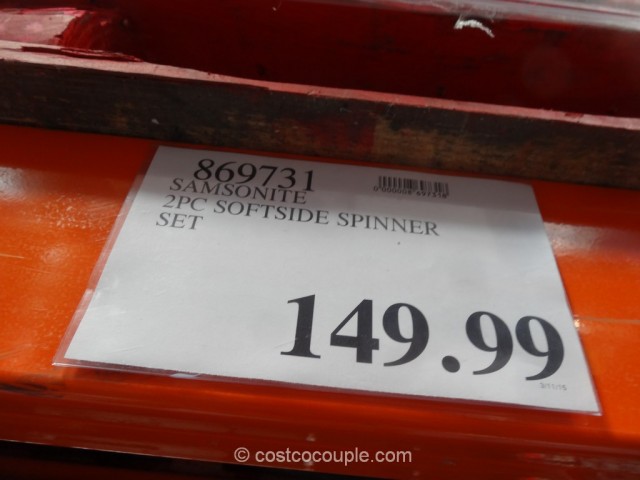 869731
SAMSONITE
2PC SOFTSIDE SPINNER
SET
149.99
© costcocouple.com